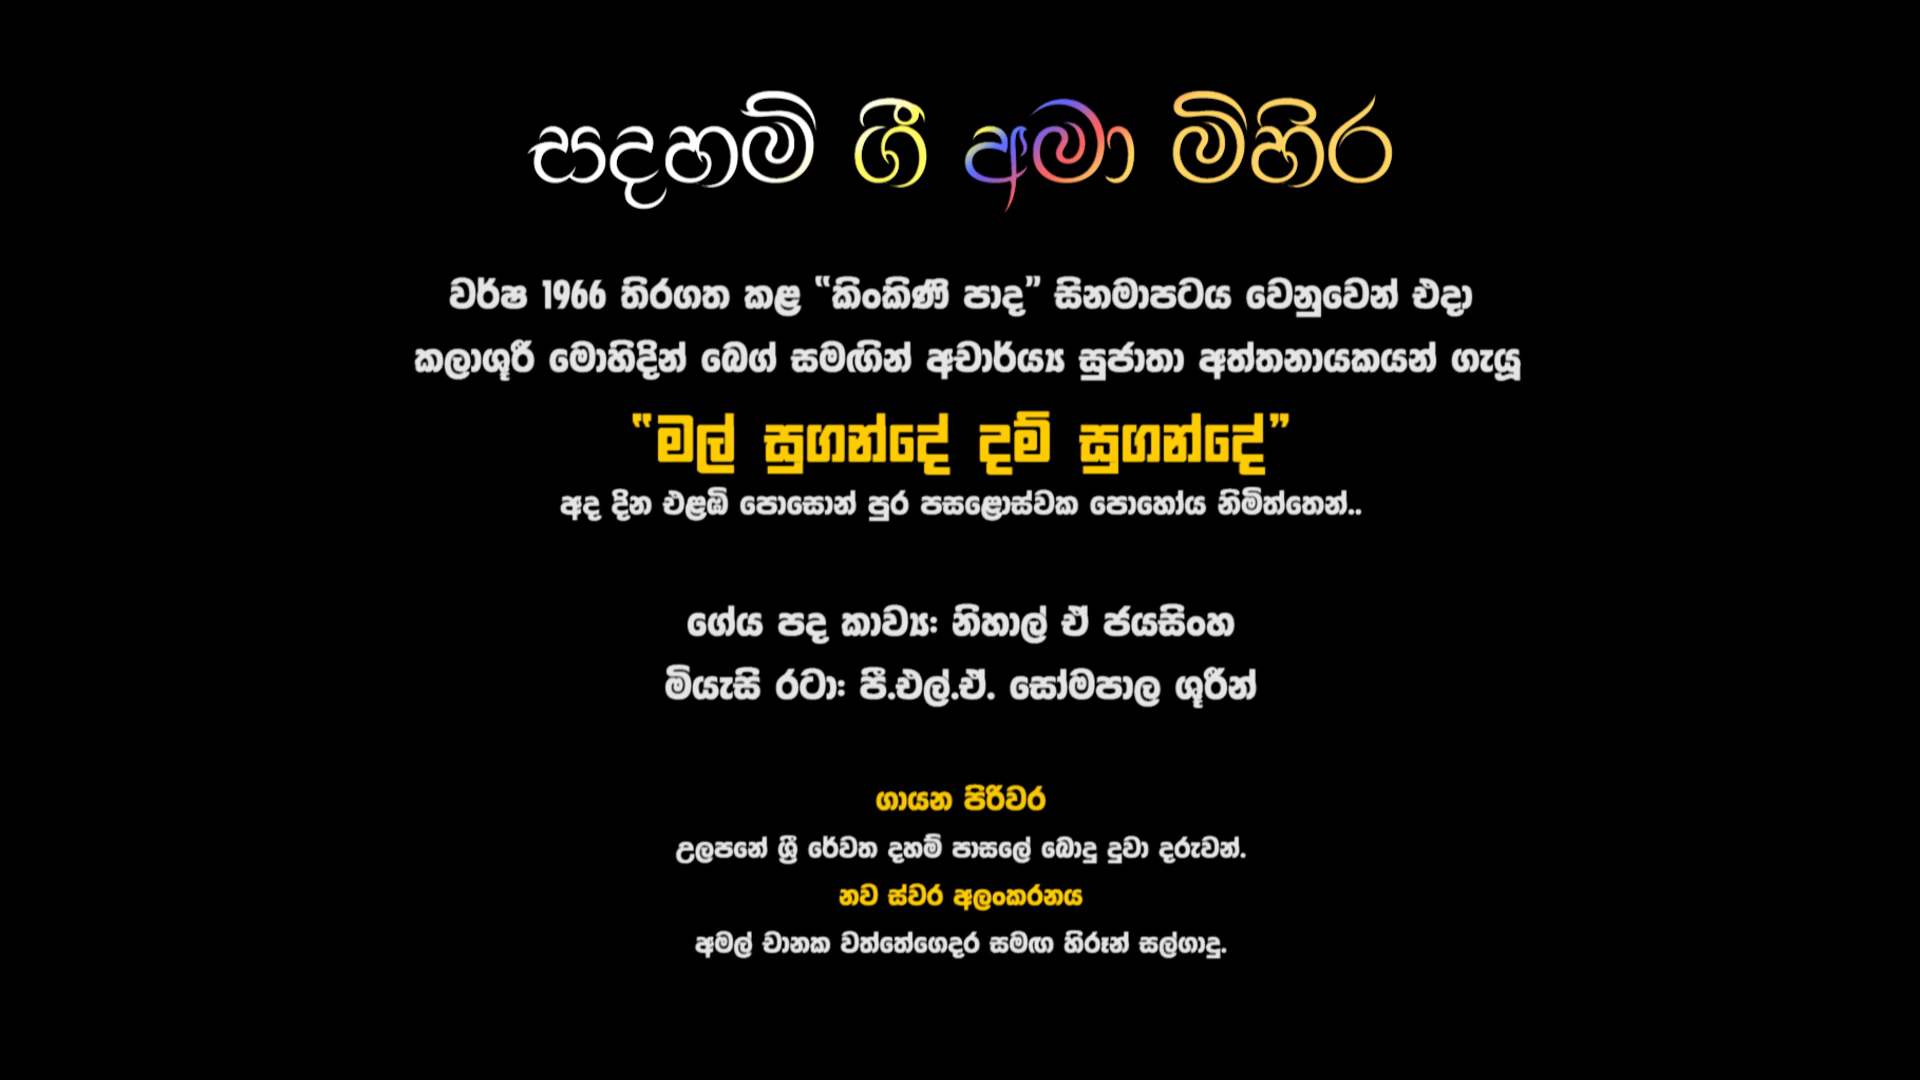 සදහම් ගී අමා මිහිර
වර්ෂ 1966 තිරගත කළ “කිංකිණි පාද” සිනමාපටය වෙනුවෙන් එදා
කලාශූරී මොහිදින් බෙග් සමඟින් අචාර්ය්‍ය සුජාතා අත්තනායකයන් ගැයූ
“මල් සුගන්දේ දම් සුගන්දේ”
අද දින එළඹි පොසොන් පුර පසළොස්වක පොහෝය නිමිත්තෙන්..
ගේය පද කාව්‍ය: නිහාල් ඒ ජයසිංහ
මියැසි රටා: පී.එල්.ඒ. සෝමපාල ශූරීන්
ගායන පිරිවර
උලපනේ ශ්‍රී රේවත දහම් පාසලේ බොදු දූවා දරුවන්.
නව ස්වර අලංකරනය
අමල් චානක වත්තේගෙදර සමඟ හිරූන් සල්ගාදු.